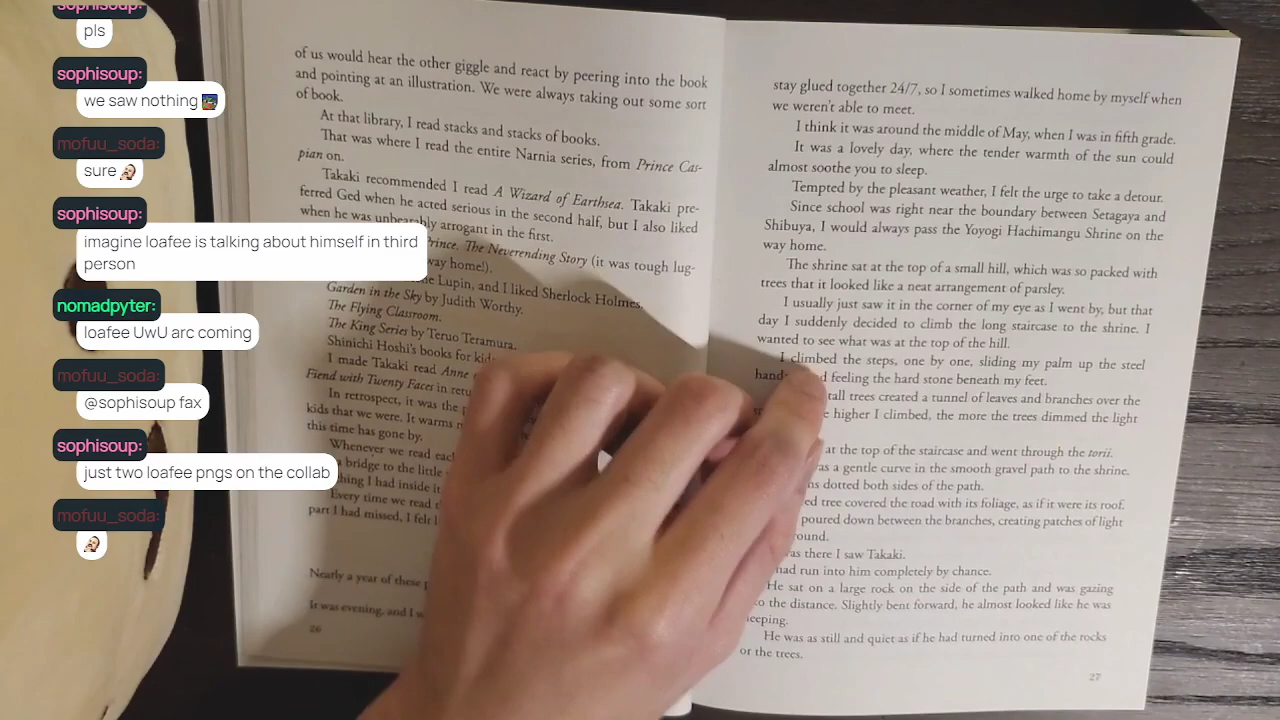 sophisoup:
pls
sophisoup:
we saw nothing
mofuu_soda:
sure
sophisoup:
imagine loafee is talking about himself in third
person
nomadpyter:
loafee UwU arc coming
mofuu_soda:
@sophisoup fax
sophisoup:
just two loafee pngs on the collab
mofuu_soda:
of us would hear the other giggle and react by peering into the book
and pointing at an illustration. We were always taking out some sort
of book.
At that library, I read stacks and stacks of books.
That was where I read the entire Narnia series, from Prince Cas-
pian on.
Takaki recommended I read A Wizard of Earthsea. Takaki pre-
ferred Ged when he acted serious in the second half, but I also liked
when he was unbearably arrogant in the first.
Prince. The Neverending Story (it was tough lug-
way home!).
Lupin, and I liked Sherlock Holmes.
Garden in the Sky by Judith Worthy.
The Flying Classroom.
The King Series by Teruo Teramura.
Shinichi Hoshi's books for
I made Takaki read Anne
Fiend with Twenty Faces in
In retrospect, it was the
kids that we were. It warms
this time has gone by.
Whenever we read
a bridge to the little
thing I had inside
Every time we read
part I had missed, I felt
Nearly a year of these
It was evening, and I
26
stay glued together 24/7, so I sometimes walked home by myself when
we weren't able to meet.
I think it was around the middle of May, when I was in fifth grade.
It was a lovely day, where the tender warmth of the sun could
almost soothe you to sleep.
Tempted by the pleasant weather, I felt the urge to take a detour.
Since school was right near the boundary between Setagaya and
Shibuya, I would always pass the Yoyogi Hachimangu Shrine on the
way home.
The shrine sat at the top of a small hill, which was so packed with
trees that it looked like a neat arrangement of parsley.
I usually just saw it in the corner of my eye as I went by, but that
day I suddenly decided to climb the long staircase to the shrine. I
wanted to see what was at the top of the hill.
I climbed the steps, one by one, sliding my palm up the steel
feeling the hard stone beneath my feet.
tall trees created a tunnel of leaves and branches over the
higher I climbed, the more the trees dimmed the light
at the top of the staircase and went through the torii.
a gentle curve in the smooth gravel path to the shrine.
dotted both sides of the path.
tree covered the road with its foliage, as if it were its roof.
poured down between the branches, creating patches of light
there I saw Takaki.
had run into him completely by chance.
He sat on a large rock on the side of the path and was gazing
the distance. Slightly bent forward, he almost looked like he was
He was as still and quiet as if he had turned into one of the rocks
or the trees.
27